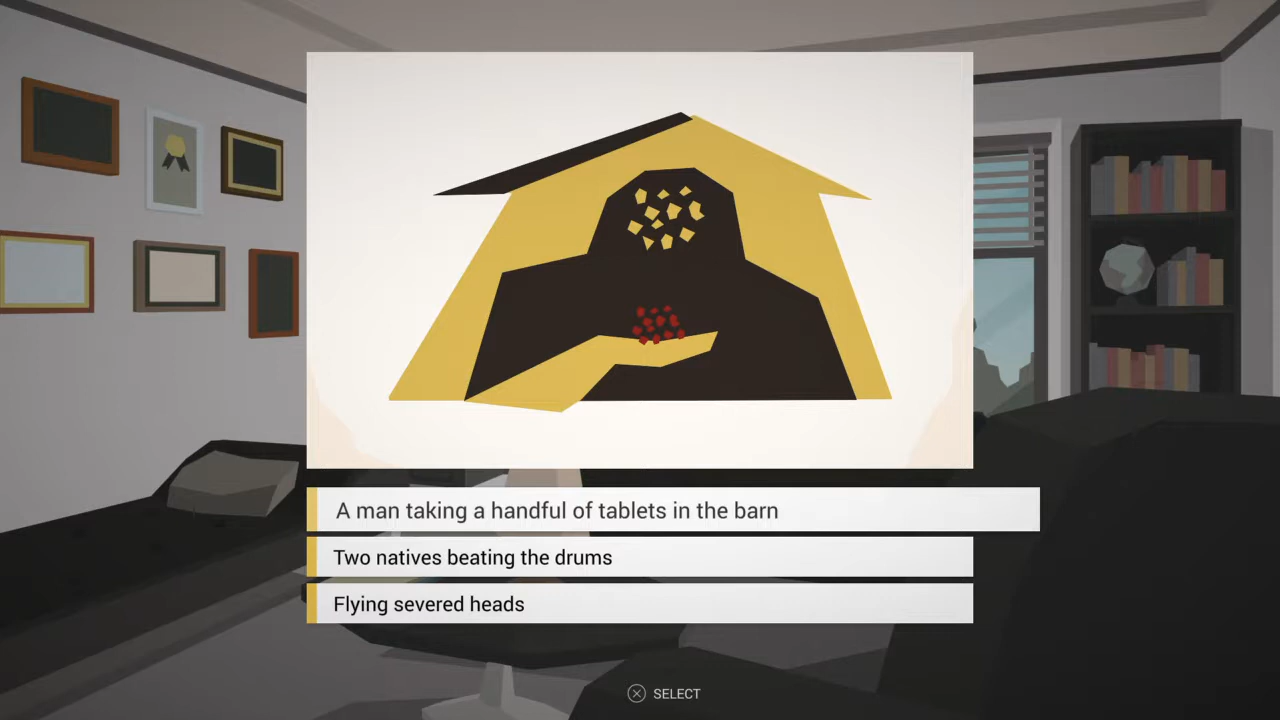 A man taking a handful of tablets in the barn
Two natives beating the drums
Flying severed heads
SELECT